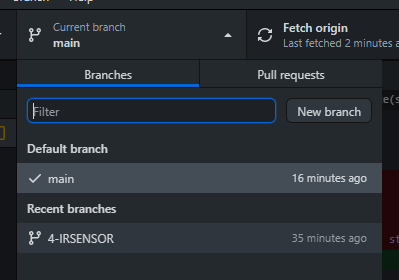 Help
Current branch
main
Fetch origin
Last fetched 2 minutes
Branches
Pull requests
Filter
New branch
Default branch
main
16 minutes ago
Recent branches
4-IRSENSOR
35 minutes ago